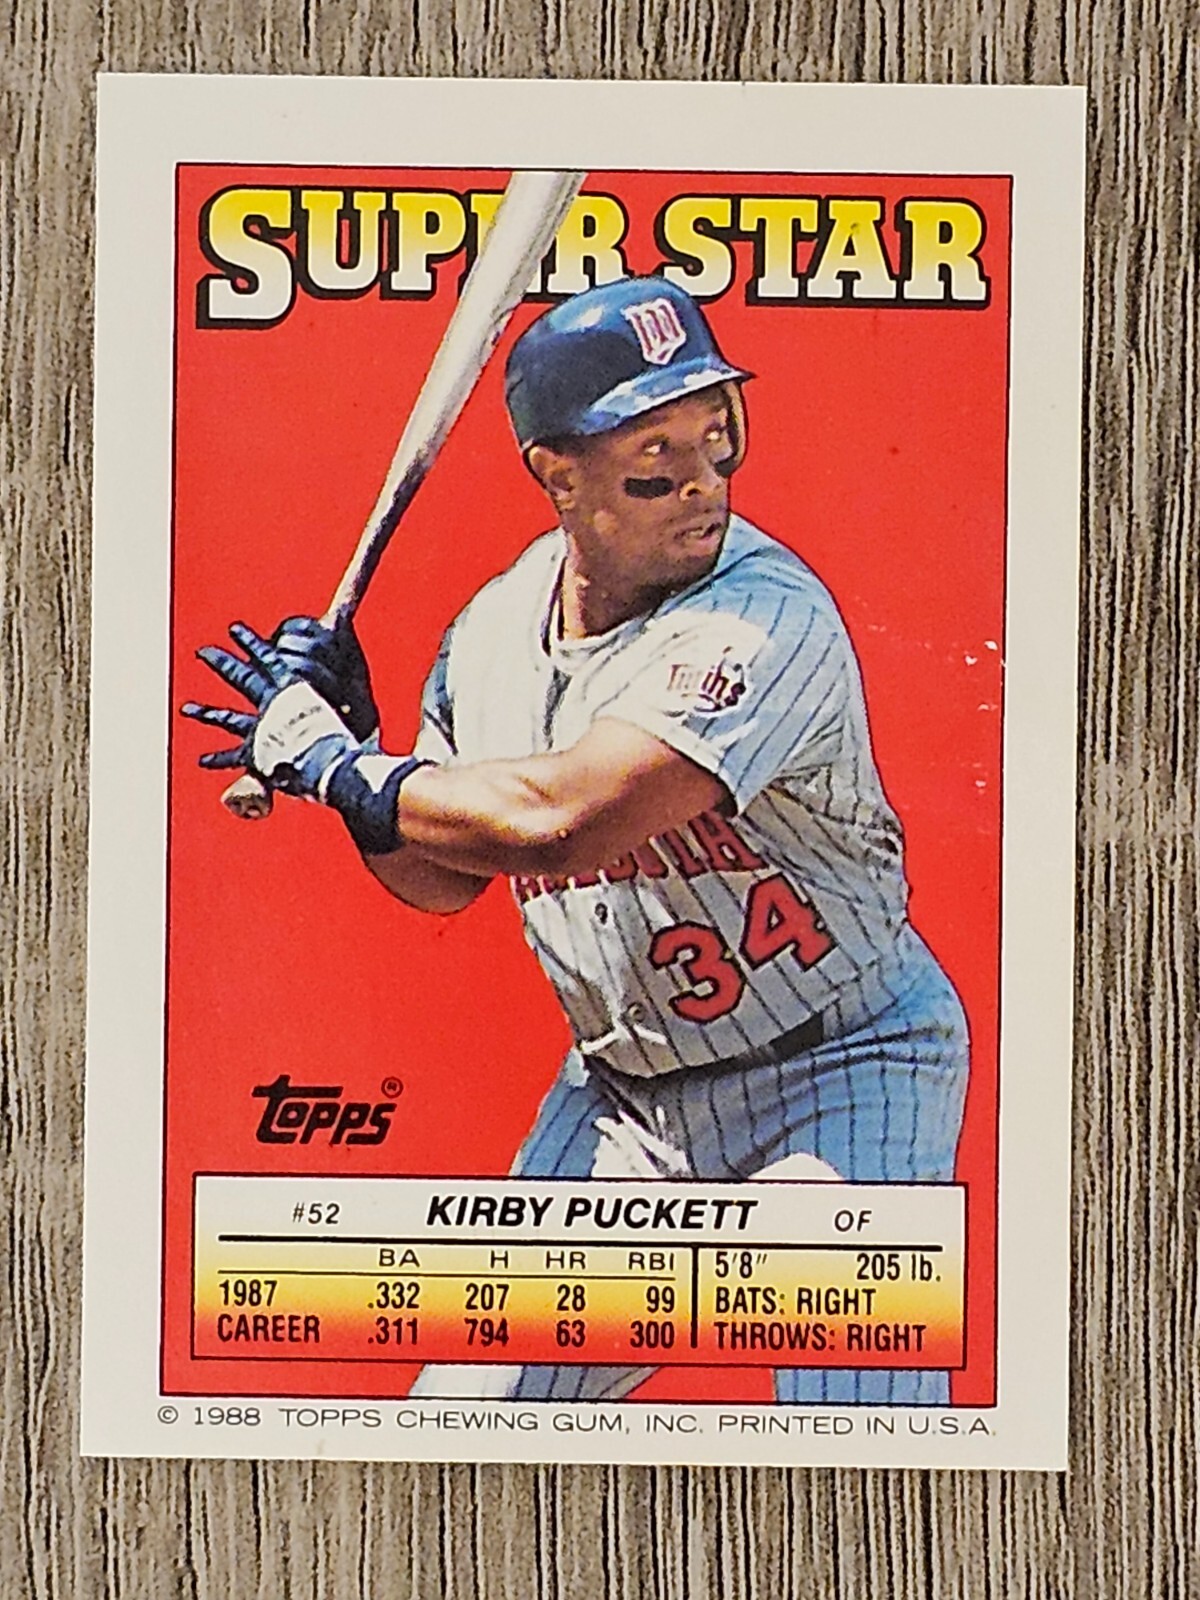 SUPER STAR
Twins
34
Topps®
#52 KIRBY PUCKETT OF
BA H HR RBI
1987 .332 207 28 99
CAREER .311 794 63 300
5'8" 205 lb.
BATS: RIGHT
THROWS: RIGHT
© 1988 TOPPS CHEWING GUM, INC. PRINTED IN U.S.A.